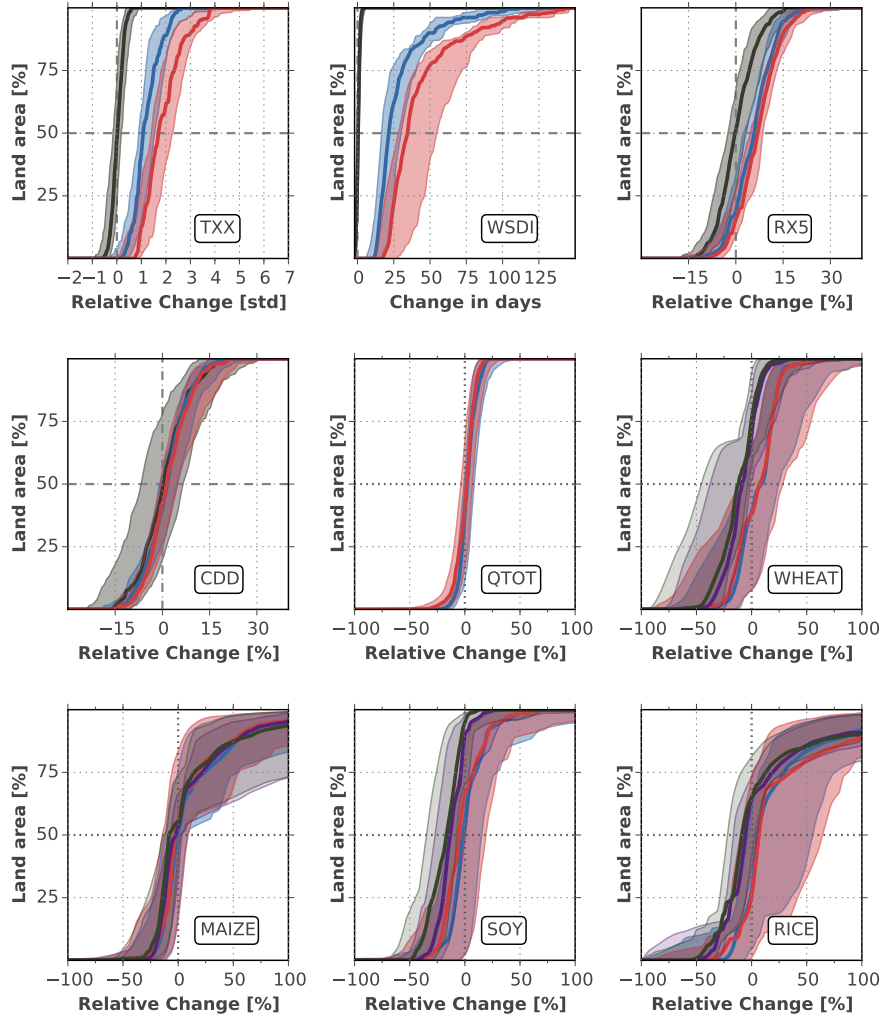 75
50
25
Land area [%]
TXX
−2 −1 0 1 2 3 4 5 6 7
Relative Change [std]
75
50
25
Land area [%]
WSDI
0 25 50 75 100 125
Change in days
75
50
25
Land area [%]
RX5
−15 0 15 30
Relative Change [%]
75
50
25
Land area [%]
CDD
−15 0 15 30
Relative Change [%]
75
50
25
Land area [%]
QTOT
−100 −50 0 50 100
Relative Change [%]
75
50
25
Land area [%]
WHEAT
−100 −50 0 50 100
Relative Change [%]
75
50
25
Land area [%]
MAIZE
−100 −50 0 50 100
Relative Change [%]
75
50
25
Land area [%]
SOY
−100 −50 0 50 100
Relative Change [%]
75
50
25
Land area [%]
RICE
−100 −50 0 50 100
Relative Change [%]